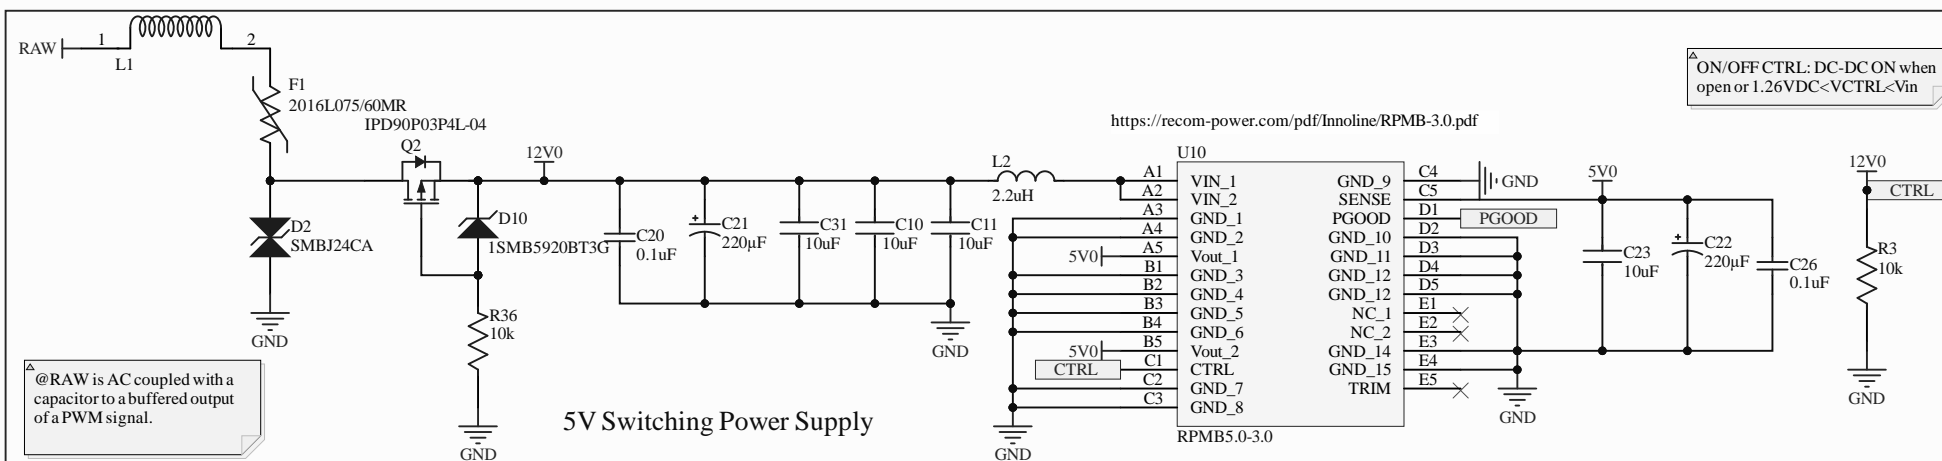 RAW
1
2
L1
F1
2016L075/60MR
IPD90P03P4L-04
Q2
12V0
D2
SMBJ24CA
GND
D10
1SMB5920BT3G
R36
10k
GND
C20
0.1uF
C21
220µF
C31
10uF
C10
10uF
C11
10uF
GND
L2
2.2uH
https://recom-power.com/pdf/Innoline/RPMB-3.0.pdf
U10
A1 VIN_1
A2 VIN_2
A3 GND_1
A4 GND_2
5V0 A5 Vout_1
B1 GND_3
B2 GND_4
B3 GND_5
B4 GND_6
5V0 B5 Vout_2
CTRL C1 CTRL
C2 GND_7
C3 GND_8
GND
GND_9 C4 GND
SENSE C5
PGOOD D1 PGOOD
GND_10 D2
GND_11 D3
GND_12 D4
GND_12 D5
NC_1 E1
NC_2 E2
GND_14 E3
GND_15 E4
TRIM E5
RPMB5.0-3.0
GND
5V0
C23
10uF
C22
220µF
C26
0.1uF
ON/OFF CTRL: DC-DC ON when
open or 1.26VDC<VCTRL<Vin
12V0
CTRL
R3
10k
GND
@RAW is AC coupled with a
capacitor to a buffered output
of a PWM signal.
5V Switching Power Supply